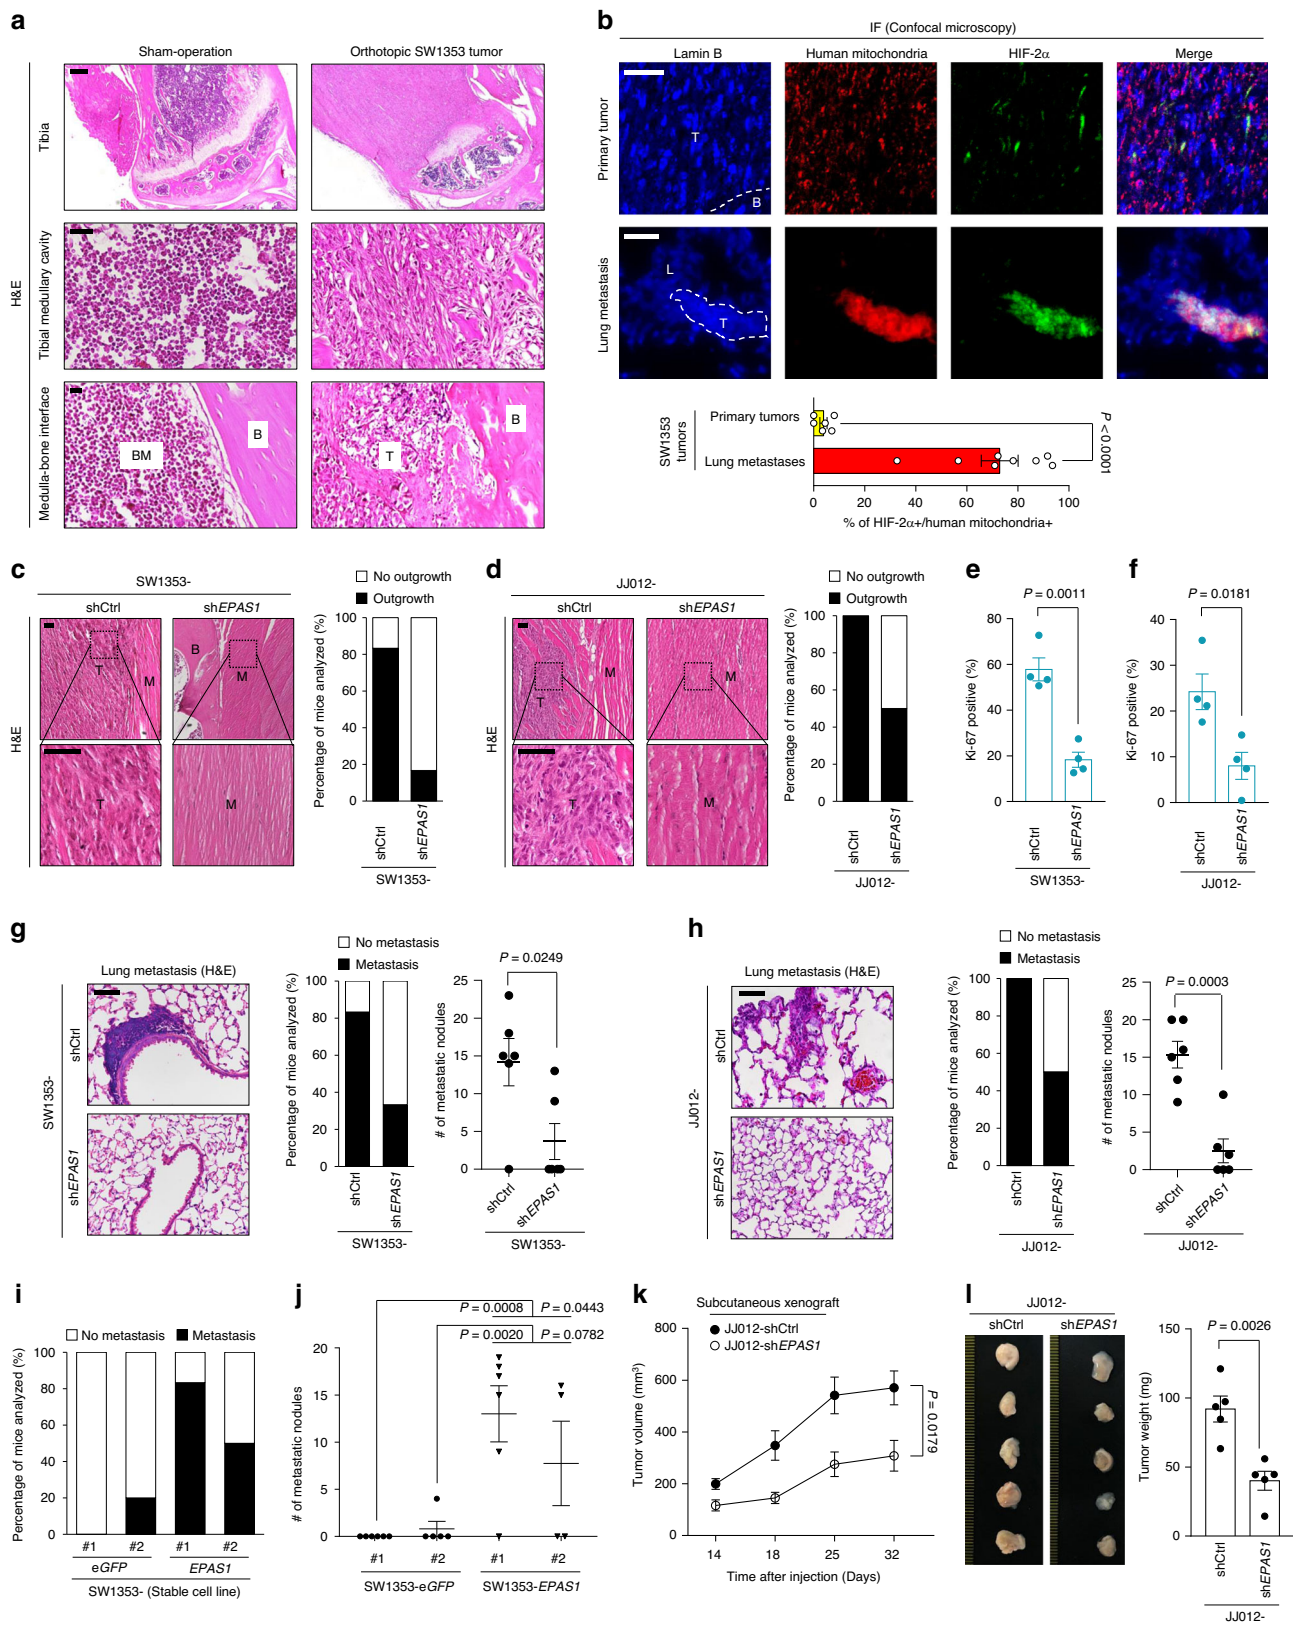 a
Sham-operation
Orthotopic SW1353 tumor
H&E
Tibia
Tibial medullary cavity
Medulla-bone interface
BM
B
T
B
b
IF (Confocal microscopy)
Lamin B
Human mitochondria
HIF-2α
Merge
Primary tumor
T
B
Lung metastasis
L
T
SW1353 tumors
Primary tumors
Lung metastases
P < 0.0001
0 20 40 60 80 100
% of HIF-2α+/human mitochondria+
c
SW1353-
shCtrl
shEPAS1
H&E
T
M
B
M
T
M
No outgrowth
Outgrowth
Percentage of mice analyzed (%)
100
80
60
40
20
0
shCtrl
shEPAS1
SW1353-
d
JJ012-
shCtrl
shEPAS1
H&E
T
M
M
T
M
No outgrowth
Outgrowth
Percentage of mice analyzed (%)
100
80
60
40
20
0
shCtrl
shEPAS1
JJ012-
e
P = 0.0011
Ki-67 positive (%)
80
60
40
20
0
shCtrl
shEPAS1
SW1353-
f
P = 0.0181
Ki-67 positive (%)
40
30
20
10
0
shCtrl
shEPAS1
JJ012-
g
Lung metastasis (H&E)
SW1353-
shCtrl
shEPAS1
No metastasis
Metastasis
Percentage of mice analyzed (%)
100
80
60
40
20
0
shCtrl
shEPAS1
SW1353-
P = 0.0249
# of metastatic nodules
25
20
15
10
5
0
shCtrl
shEPAS1
SW1353-
h
Lung metastasis (H&E)
JJ012-
shCtrl
shEPAS1
No metastasis
Metastasis
Percentage of mice analyzed (%)
100
80
60
40
20
0
shCtrl
shEPAS1
JJ012-
P = 0.0003
# of metastatic nodules
25
20
15
10
5
0
shCtrl
shEPAS1
JJ012-
i
No metastasis
Metastasis
Percentage of mice analyzed (%)
100
80
60
40
20
0
#1 #2 #1 #2
eGFP
EPAS1
SW1353- (Stable cell line)
j
P = 0.0008
P = 0.0443
P = 0.0020
P = 0.0782
# of metastatic nodules
20
15
10
5
0
#1 #2 #1 #2
SW1353-eGFP
SW1353-EPAS1
k
Subcutaneous xenograft
JJ012-shCtrl
JJ012-shEPAS1
Tumor volume (mm³)
800
600
400
200
0
P = 0.0179
14 18 25 32
Time after injection (Days)
l
JJ012-
shCtrl
shEPAS1
P = 0.0026
Tumor weight (mg)
150
100
50
0
shCtrl
shEPAS1
JJ012-